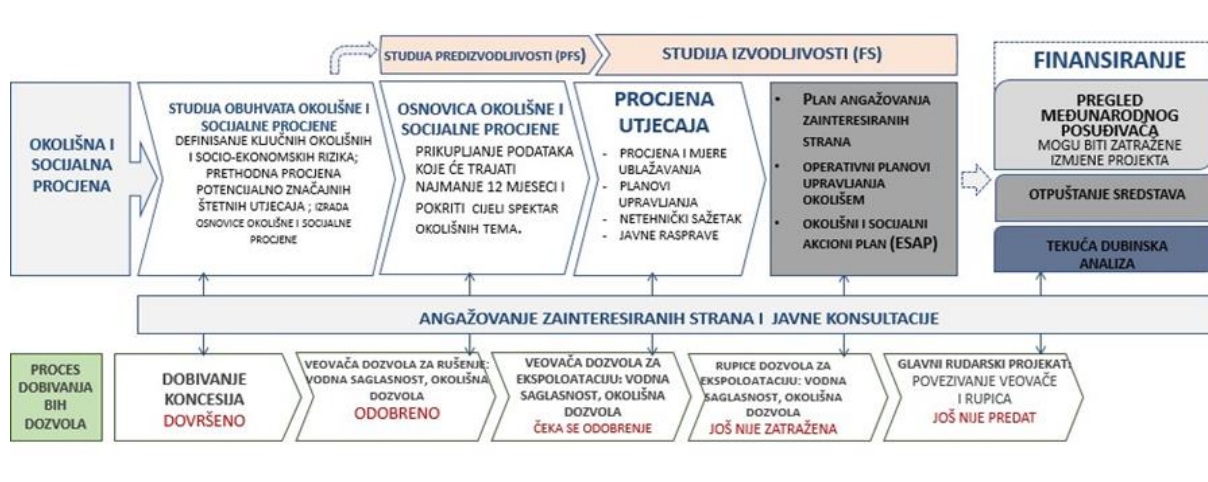 STUDIJA PREDIZVODLJIVOSTI (PFS)
STUDIJA IZVODLJIVOSTI (FS)
OKOLIŠNA I
SOCIJALNA
PROCJENA
STUDIJA OBUHVATA OKOLIŠNE I
SOCIJALNE PROCJENE
DEFINISANJE KLJUČNIH OKOLIŠNIH
I SOCIO-EKONOMSKIH RIZIKA;
PRETHODNA PROCJENA
POTENCIJALNO ZNAČAJNIH
ŠTETNIH UTJECAJA ; IZRADA
OSNOVICE OKOLIŠNE I SOCIJALNE
PROCJENE
OSNOVICA OKOLIŠNE I
SOCIJALNE PROCJENE
PRIKUPLJANJE PODATAKA
KOJE ĆE TRAJATI
NAJMANJE 12 MJESECI I
POKRITI CIJELI SPEKTAR
OKOLIŠNIH TEMA.
PROCJENA
UTJECAJA
- PROCJENA I MJERE
UBLAŽAVANJA
- PLANOVI
UPRAVLJANJA
- NETEHNIČKI SAŽETAK
- JAVNE RASPRAVE
• PLAN ANGAŽOVANJA
ZAINTERESIRANIH
STRANA
• OPERATIVNI PLANOVI
UPRAVLJANJA
OKOLIŠEM
• OKOLIŠNI I SOCIJALNI
AKCIONI PLAN (ESAP)
FINANSIRANJE
PREGLED
MEĐUNARODNOG
POSUĐIVAČA
MOGU BITI ZATRAŽENE
IZMJENE PROJEKTA
OTPUŠTANJE SREDSTAVA
TEKUĆA DUBINSKA
ANALIZA
ANGAŽOVANJE ZAINTERESIRANIH STRANA I JAVNE KONSULTACIJE
PROCES
DOBIVANJA
BIH
DOZVOLA
DOBIVANJE
KONCESIJA
DOVRŠENO
VEOVAČA DOZVOLA ZA RUŠENJE:
VODNA SAGLASNOST, OKOLIŠNA
DOZVOLA
ODOBRENO
VEOVAČA DOZVOLA ZA
EKSPOLOATACIJU: VODNA
SAGLASNOST, OKOLIŠNA
DOZVOLA
ČEKA SE ODOBRENJE
RUPICE DOZVOLA ZA
EKSPOLOATACIJU: VODNA
SAGLASNOST, OKOLIŠNA
DOZVOLA
JOŠ NIJE ZATRAŽENA
GLAVNI RUDARSKI PROJEKAT:
POVEZIVANJE VEOVAČE
I RUPICA
JOŠ NIJE PREDAT